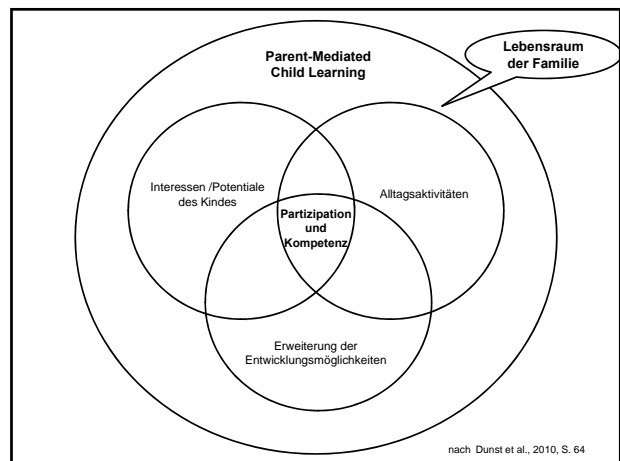 Parent-Mediated
Child Learning
Lebensraum
der Familie
Interessen /Potentiale
des Kindes
Alltagsaktivitäten
Partizipation
und
Kompetenz
Erweiterung der
Entwicklungsmöglichkeiten
nach Dunst et al., 2010, S. 64